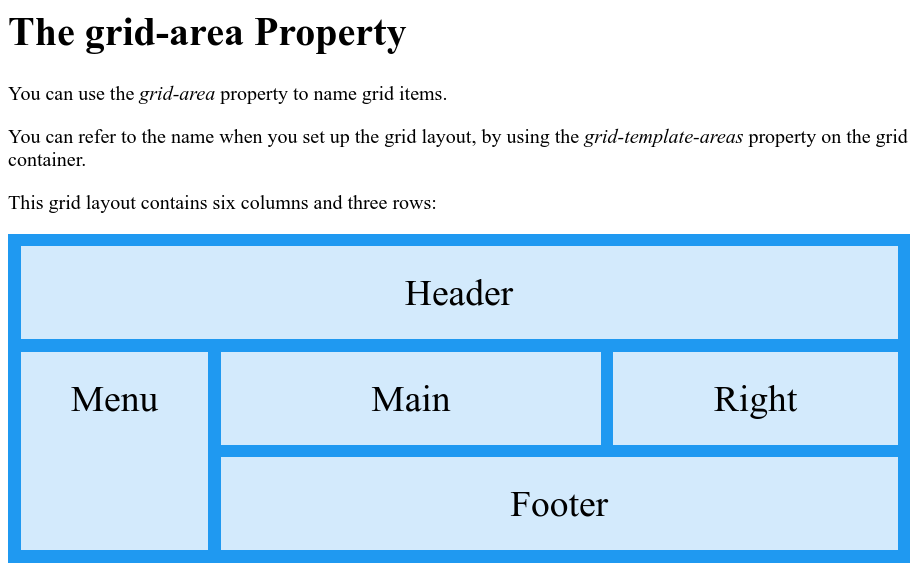 The grid-area Property
You can use the grid-area property to name grid items.
You can refer to the name when you set up the grid layout, by using the grid-template-areas property on the grid
container.
This grid layout contains six columns and three rows:
Header
Menu
Main
Right
Footer